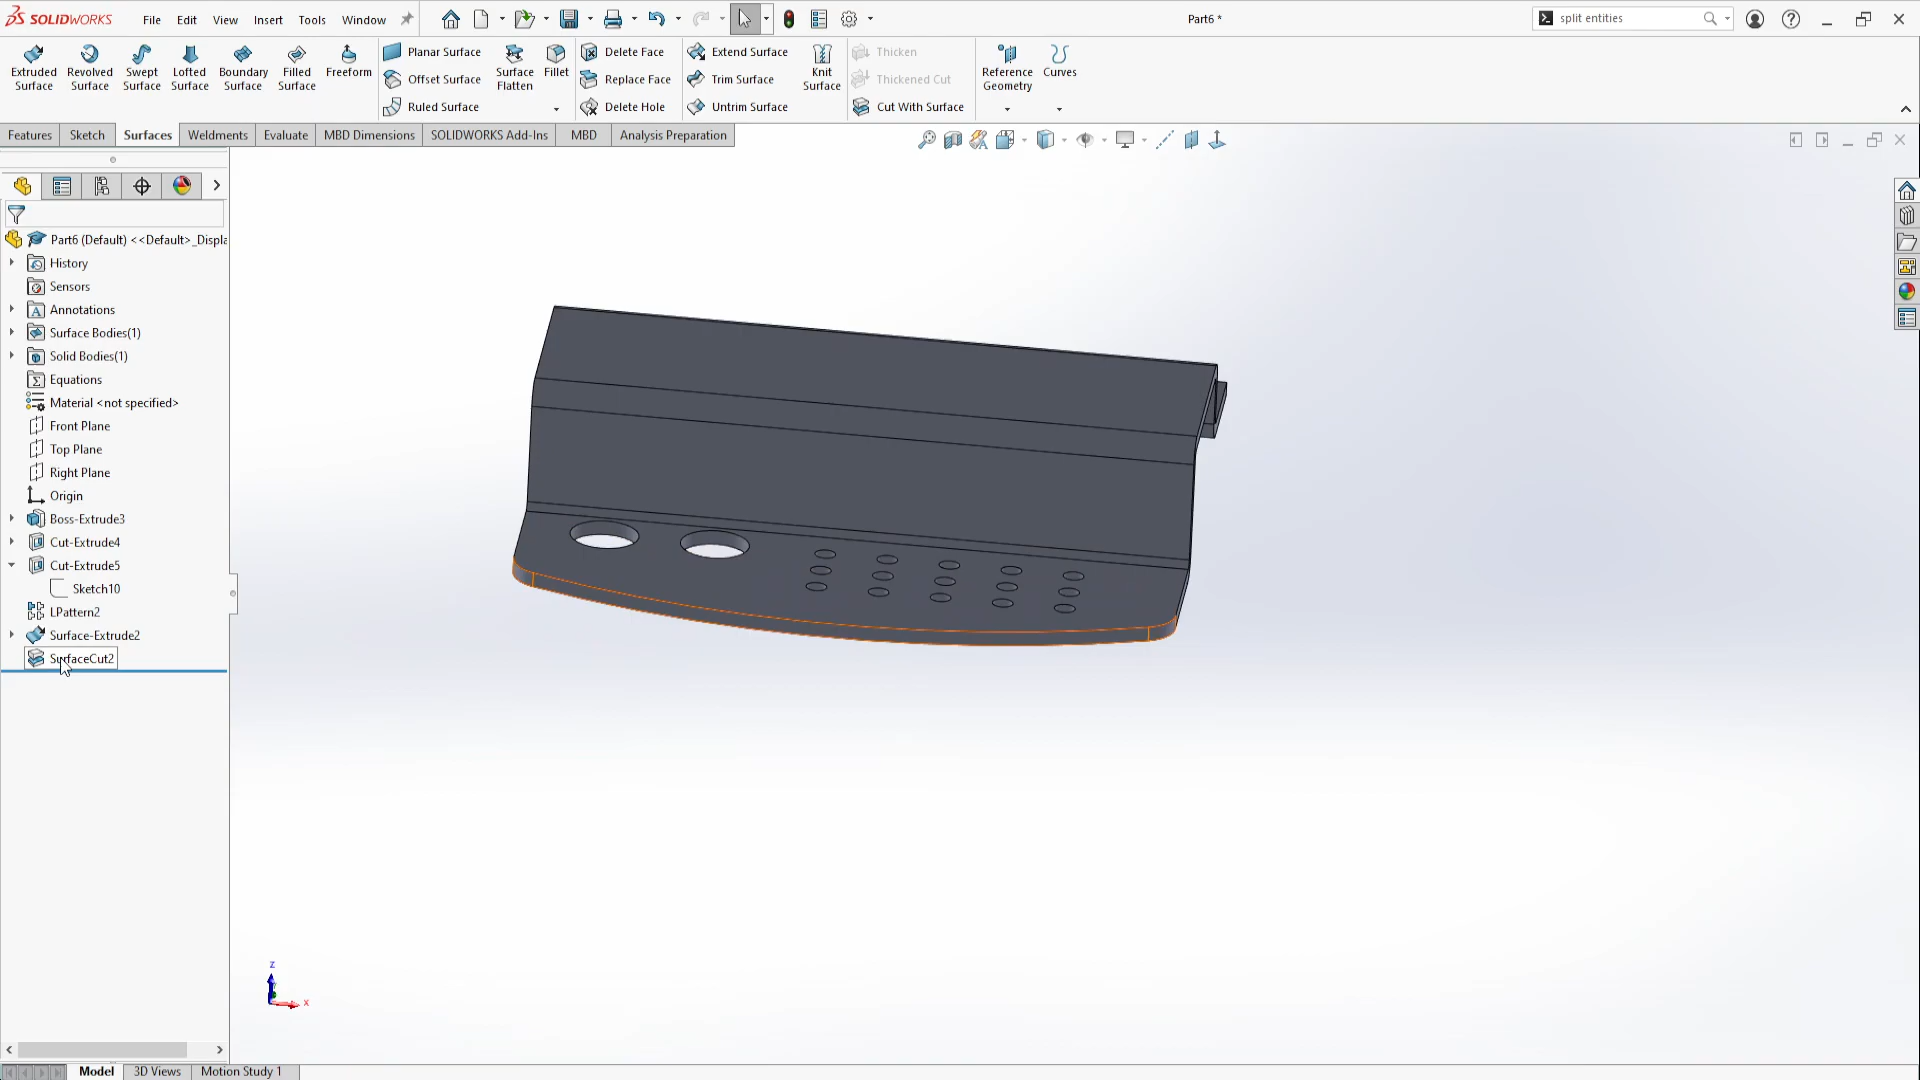 SOLIDWORKS File Edit View Insert Tools Window Part6 * split entities
Extruded Surface
Revolved Surface
Swept Surface
Lofted Surface
Boundary Surface
Filled Surface
Freeform
Planar Surface
Offset Surface
Ruled Surface
Surface Flatten
Fillet
Delete Face
Replace Face
Delete Hole
Extend Surface
Trim Surface
Untrim Surface
Knit Surface
Thicken
Thickened Cut
Cut With Surface
Reference Geometry
Curves
Features Sketch Surfaces Weldments Evaluate MBD Dimensions SOLIDWORKS Add-Ins MBD Analysis Preparation
Part6 (Default) <<Default>_Displa
History
Sensors
Annotations
Surface Bodies(1)
Solid Bodies(1)
Equations
Material <not specified>
Front Plane
Top Plane
Right Plane
Origin
Boss-Extrude3
Cut-Extrude4
Cut-Extrude5
Sketch10
LPattern2
Surface-Extrude2
SurfaceCut2
z
x
Model 3D Views Motion Study 1